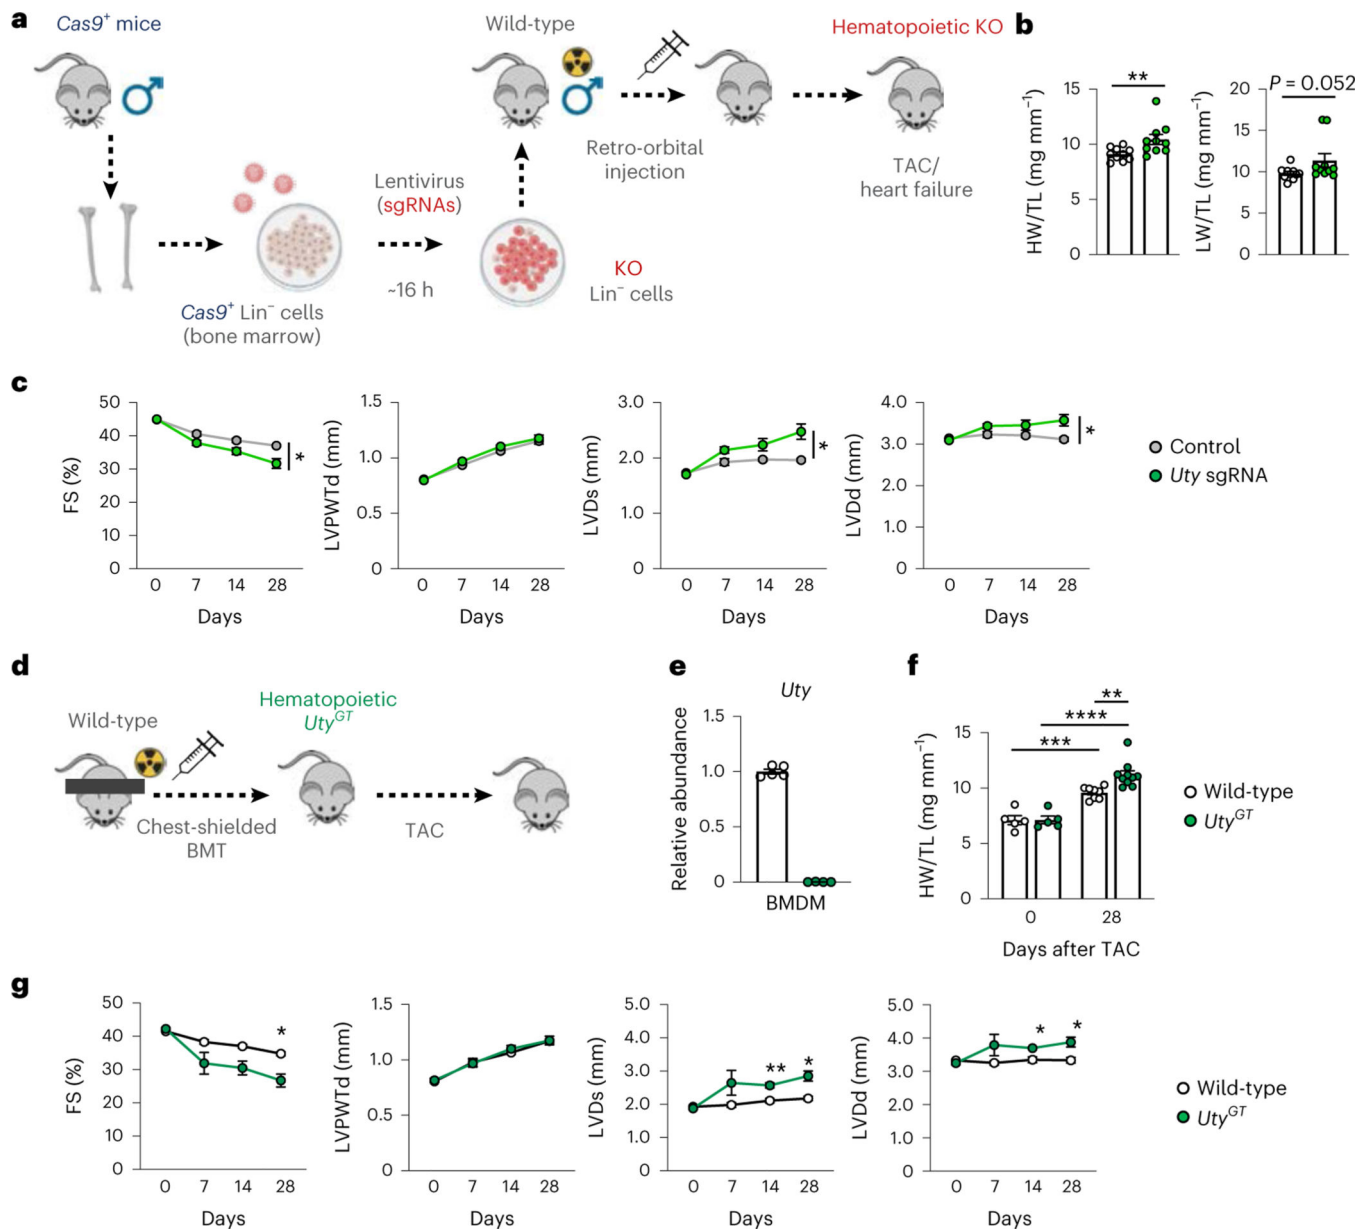 a
Cas9+ mice
Wild-type
Hematopoietic KO
Retro-orbital
injection
TAC/
heart failure
Lentivirus
(sgRNAs)
~16 h
KO
Lin− cells
Cas9+ Lin− cells
(bone marrow)
b
**
HW/TL (mg mm−1)
15
10
5
0
P = 0.052
LW/TL (mg mm−1)
20
15
10
5
0
c
FS (%)
50
40
30
20
10
0
*
0 7 14 28
Days
LVPWTd (mm)
1.5
1.0
0.5
0
0 7 14 28
Days
LVDs (mm)
3.0
2.0
1.0
0
*
0 7 14 28
Days
LVDd (mm)
4.0
3.0
2.0
1.0
0
*
0 7 14 28
Days
Control
Uty sgRNA
d
Wild-type
Hematopoietic
UtyGT
Chest-shielded
BMT
TAC
e
Uty
Relative abundance
1.5
1.0
0.5
0
BMDM
f
**
****
***
HW/TL (mg mm−1)
15
10
5
0
0 28
Days after TAC
Wild-type
UtyGT
g
FS (%)
50
40
30
20
10
0
*
0 7 14 28
Days
LVPWTd (mm)
1.5
1.0
0.5
0
0 7 14 28
Days
LVDs (mm)
5.0
4.0
3.0
2.0
1.0
0
** *
0 7 14 28
Days
LVDd (mm)
5.0
4.0
3.0
2.0
1.0
0
* *
0 7 14 28
Days
Wild-type
UtyGT